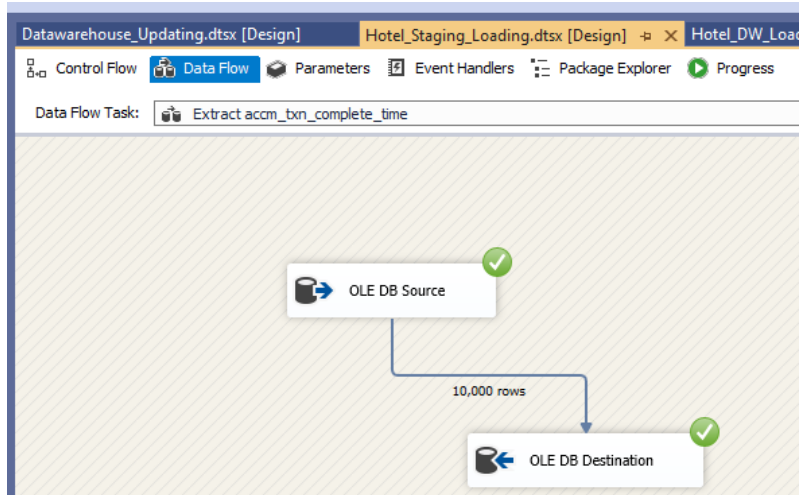 Datawarehouse_Updating.dtsx [Design] Hotel_Staging_Loading.dtsx [Design] Hotel_DW_Load
Control Flow Data Flow Parameters Event Handlers Package Explorer Progress
Data Flow Task: Extract accm_txn_complete_time
OLE DB Source
10,000 rows
OLE DB Destination